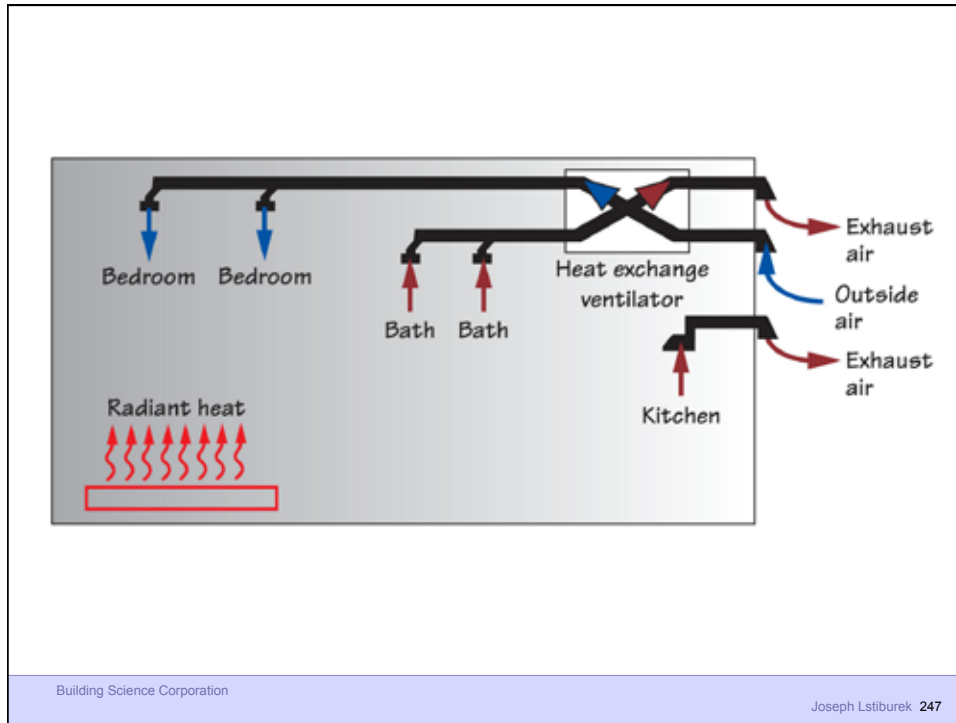 Bedroom
Bedroom
Bath
Bath
Heat exchange
ventilator
Exhaust
air
Outside
air
Exhaust
air
Kitchen
Radiant heat
Building Science Corporation
Joseph Lstiburek 247